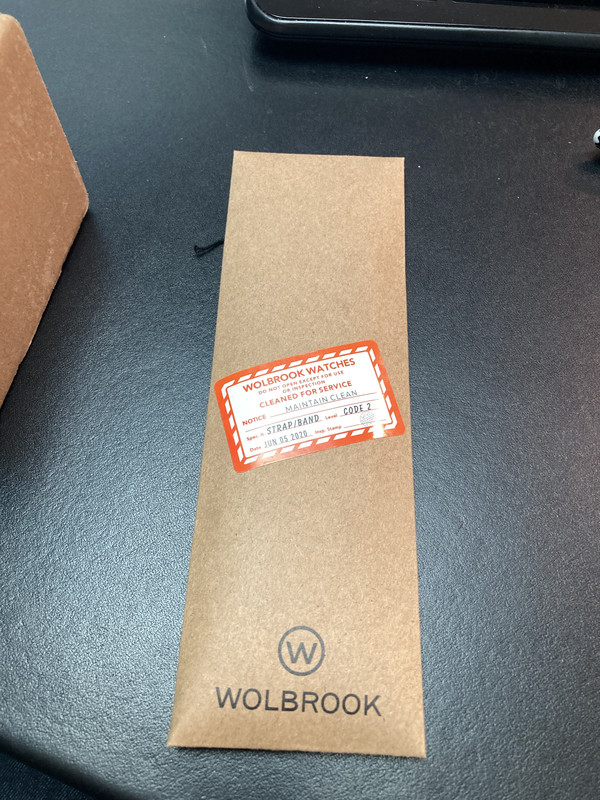 WOLBROOK WATCHES
DO NOT OPEN EXCEPT FOR USE
OR INSPECTION
CLEANED FOR SERVICE
NOTICE MAINTAIN CLEAN
Spec n. STRAP/BAND Level CODE 2
Date JUN 05 2020 Insp. Stamp
W
WOLBROOK